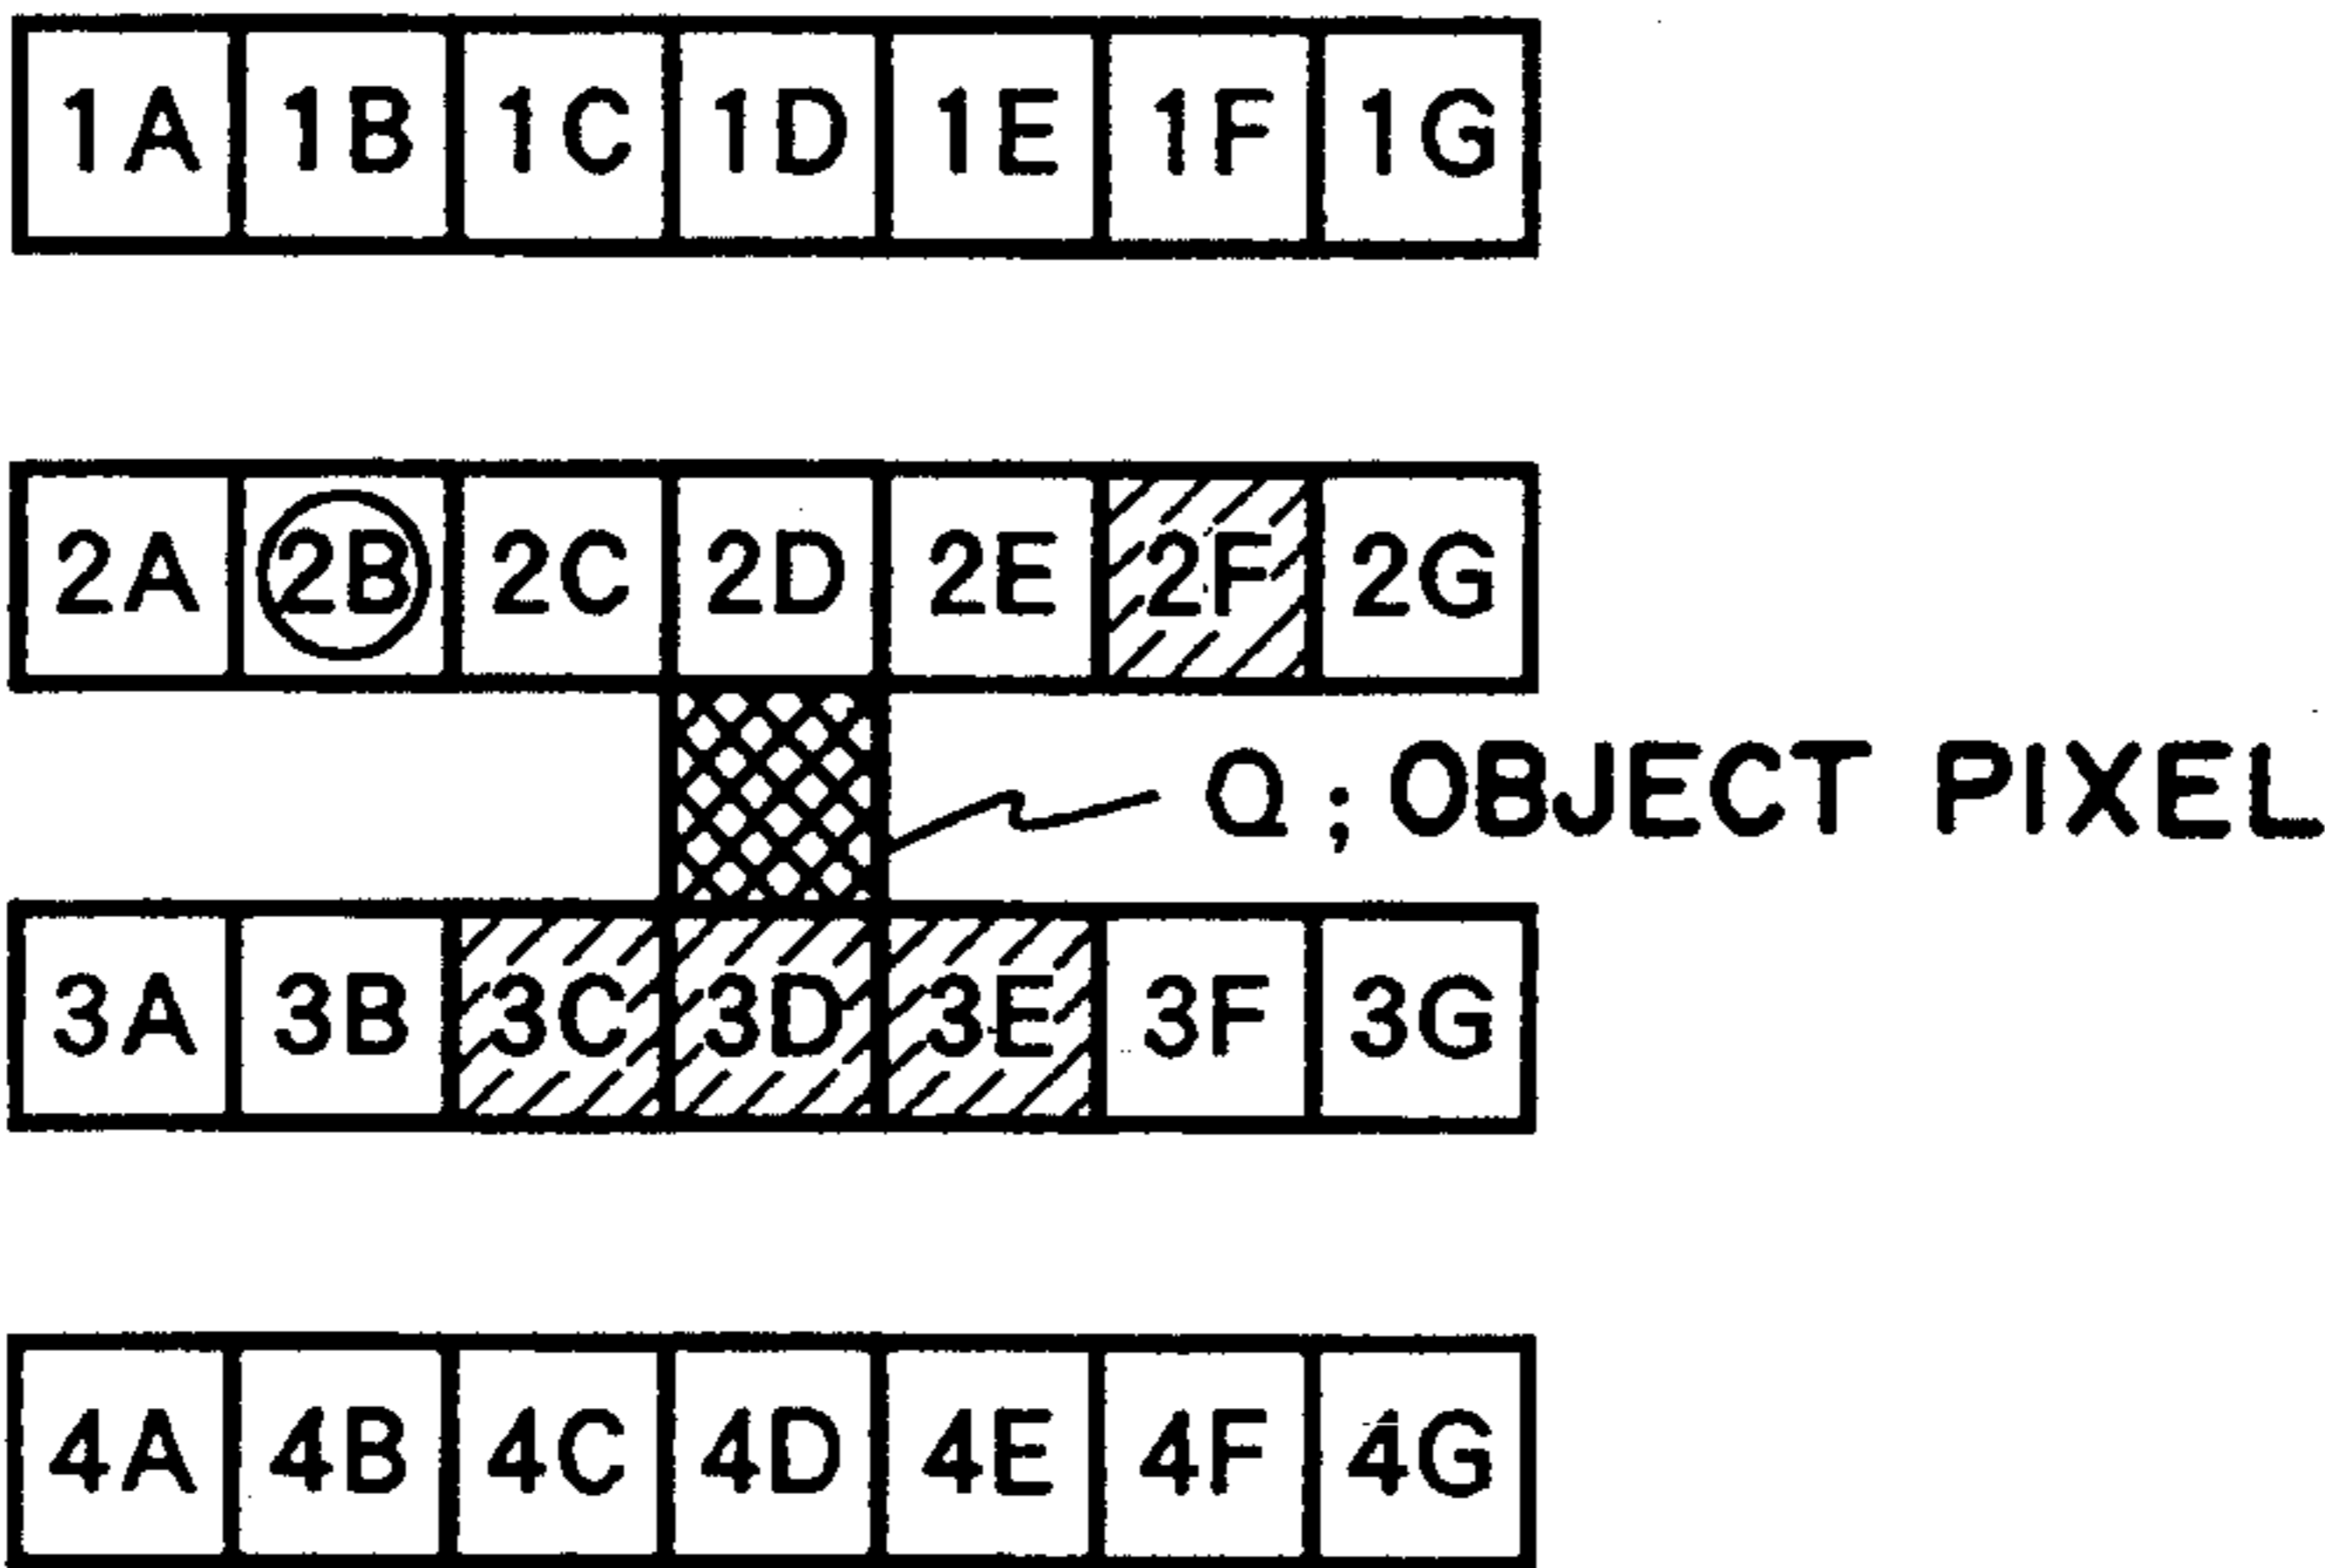 1A 1B 1C 1D 1E 1F 1G
2A 2B 2C 2D 2E 2F 2G
Q ; OBJECT PIXEL
3A 3B 3C 3D 3E 3F 3G
4A 4B 4C 4D 4E 4F 4G